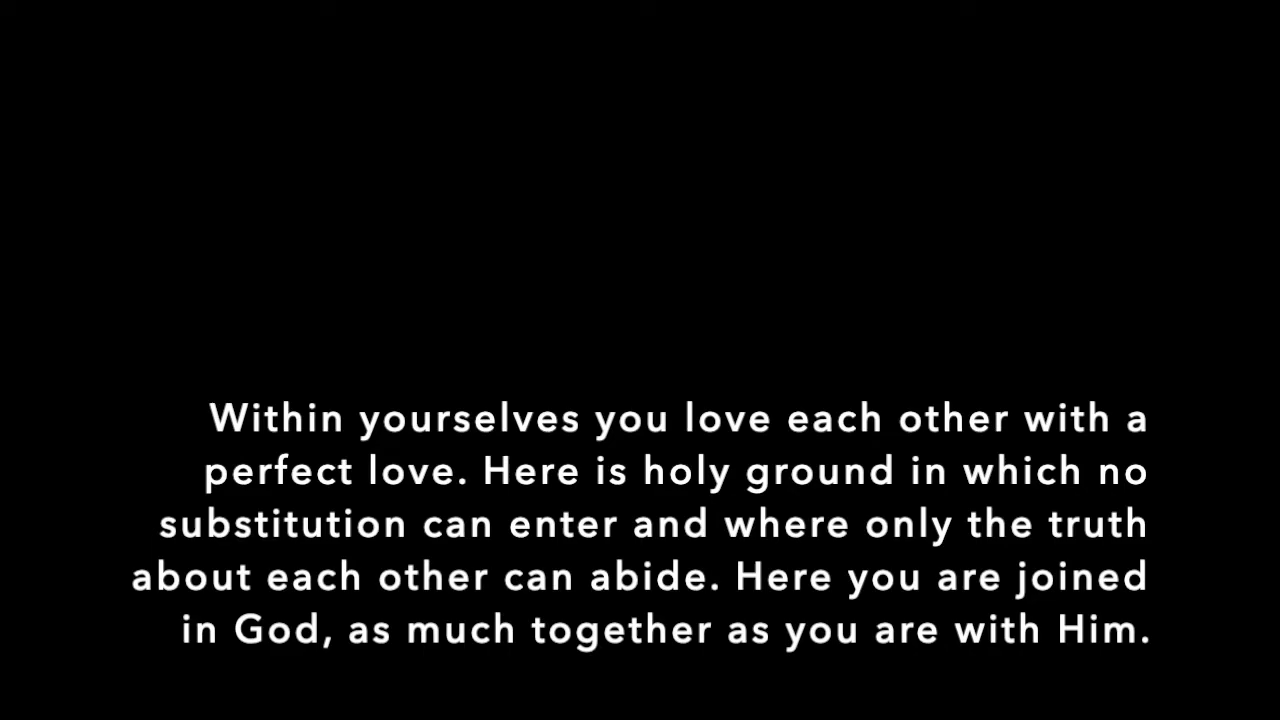 Within yourselves you love each other with a
perfect love. Here is holy ground in which no
substitution can enter and where only the truth
about each other can abide. Here you are joined
in God, as much together as you are with Him.